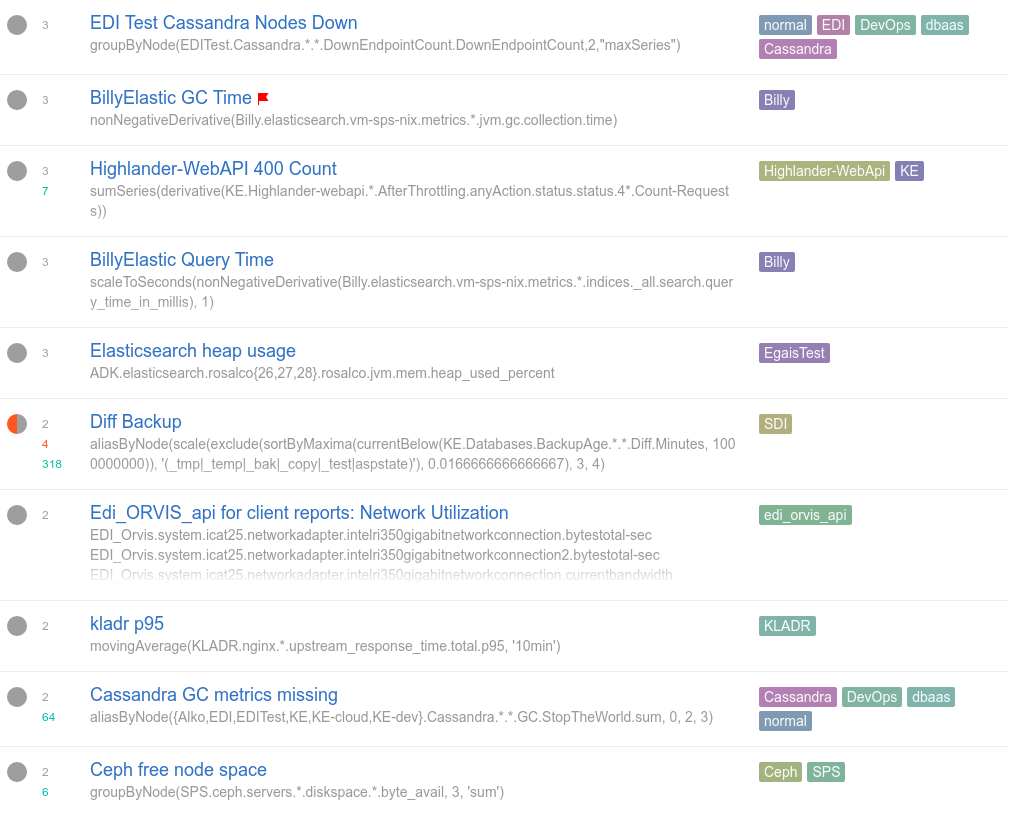 3 EDI Test Cassandra Nodes Down normal EDI DevOps dbaas
groupByNode(EDITest.Cassandra.*.*.DownEndpointCount.DownEndpointCount,2,"maxSeries") Cassandra
3 BillyElastic GC Time Billy
nonNegativeDerivative(Billy.elasticsearch.vm-sps-nix.metrics.*.jvm.gc.collection.time)
3 Highlander-WebAPI 400 Count Highlander-WebApi KE
7 sumSeries(derivative(KE.Highlander-webapi.*.AfterThrottling.anyAction.status.status.4*.Count-Request
s))
3 BillyElastic Query Time Billy
scaleToSeconds(nonNegativeDerivative(Billy.elasticsearch.vm-sps-nix.metrics.*.indices._all.search.quer
y_time_in_millis), 1)
3 Elasticsearch heap usage EgaisTest
ADK.elasticsearch.rosalco{26,27,28}.rosalco.jvm.mem.heap_used_percent
2 Diff Backup SDI
4 aliasByNode(scale(exclude(sortByMaxima(currentBelow(KE.Databases.BackupAge.*.*.Diff.Minutes, 100
318 0000000)), '(_tmp|_temp|_bak|_copy|_test|aspstate)'), 0.0166666666666667), 3, 4)
2 Edi_ORVIS_api for client reports: Network Utilization edi_orvis_api
EDI_Orvis.system.icat25.networkadapter.intelri350gigabitnetworkconnection.bytestotal-sec
EDI_Orvis.system.icat25.networkadapter.intelri350gigabitnetworkconnection2.bytestotal-sec
EDI_Orvis.system.icat25.networkadapter.intelri350gigabitnetworkconnection.currentbandwidth
2 kladr p95 KLADR
movingAverage(KLADR.nginx.*.upstream_response_time.total.p95, '10min')
2 Cassandra GC metrics missing Cassandra DevOps dbaas
64 aliasByNode({Alko,EDI,EDITest,KE,KE-cloud,KE-dev}.Cassandra.*.*.GC.StopTheWorld.sum, 0, 2, 3) normal
2 Ceph free node space Ceph SPS
6 groupByNode(SPS.ceph.servers.*.diskspace.*.byte_avail, 3, 'sum')